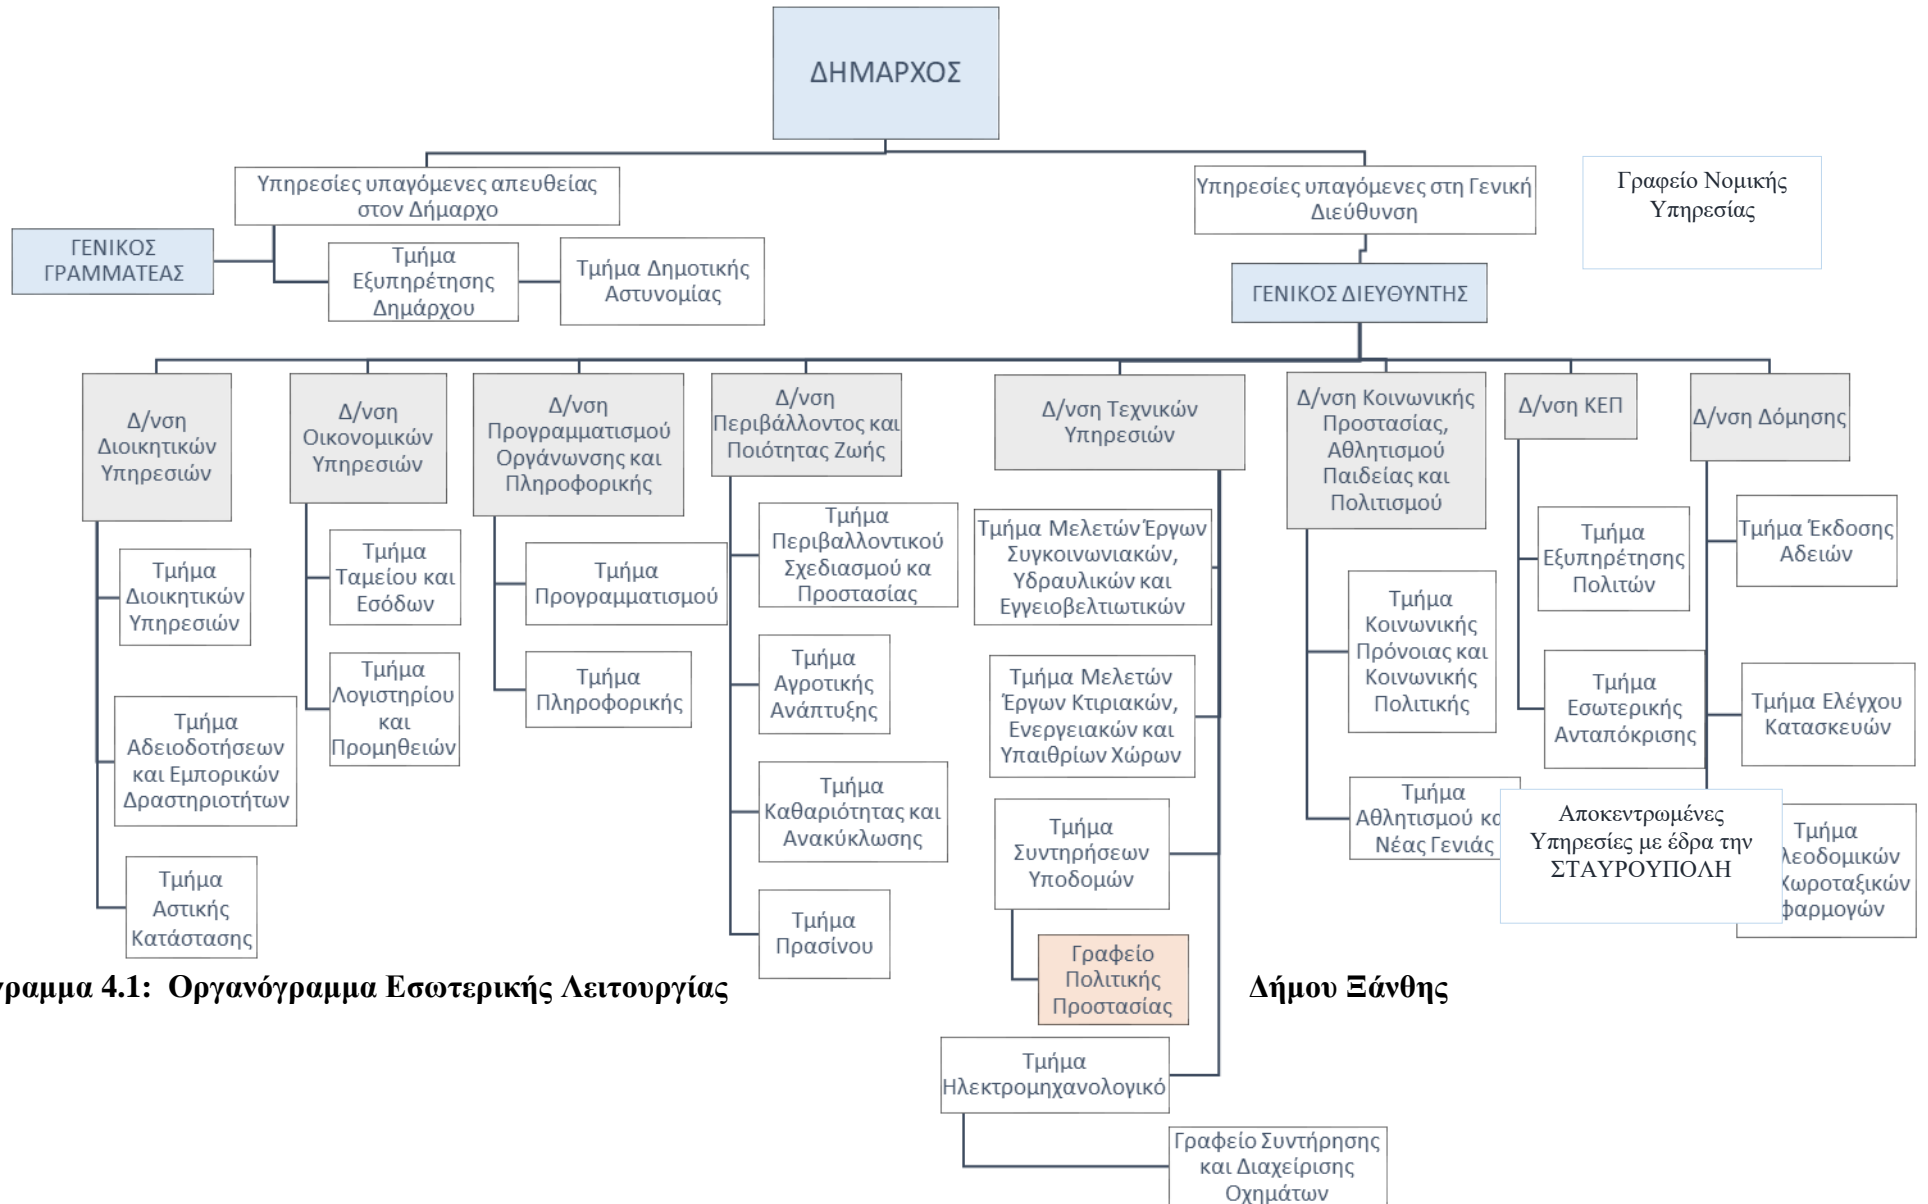 ΔΗΜΑΡΧΟΣ
Υπηρεσίες υπαγόμενες απευθείας
στον Δήμαρχο
Υπηρεσίες υπαγόμενες στη Γενική
Διεύθυνση
Γραφείο Νομικής
Υπηρεσίας
ΓΕΝΙΚΟΣ
ΓΡΑΜΜΑΤΕΑΣ
Τμήμα
Εξυπηρέτησης
Δημάρχου
Τμήμα Δημοτικής
Αστυνομίας
ΓΕΝΙΚΟΣ ΔΙΕΥΘΥΝΤΗΣ
Δ/νση
Διοικητικών
Υπηρεσιών
Τμήμα
Διοικητικών
Υπηρεσιών
Τμήμα
Αδειοδοτήσεων
και Εμπορικών
Δραστηριοτήτων
Τμήμα
Αστικής
Κατάστασης
Δ/νση
Οικονομικών
Υπηρεσιών
Τμήμα
Ταμείου και
Εσόδων
Τμήμα
Λογιστηρίου
και
Προμηθειών
Δ/νση
Προγραμματισμού
Οργάνωσης και
Πληροφορικής
Τμήμα
Προγραμματισμού
Τμήμα
Πληροφορικής
Δ/νση
Περιβάλλοντος και
Ποιότητας Ζωής
Τμήμα
Περιβαλλοντικού
Σχεδιασμού κα
Προστασίας
Τμήμα
Αγροτικής
Ανάπτυξης
Τμήμα
Καθαριότητας και
Ανακύκλωσης
Τμήμα
Πρασίνου
Δ/νση Τεχνικών
Υπηρεσιών
Τμήμα Μελετών Έργων
Συγκοινωνιακών,
Υδραυλικών και
Εγγειοβελτιωτικών
Τμήμα Μελετών
Έργων Κτιριακών,
Ενεργειακών και
Υπαιθρίων Χώρων
Τμήμα
Συντηρήσεων
Υποδομών
Γραφείο
Πολιτικής
Προστασίας
Τμήμα
Ηλεκτρομηχανολογικό
Γραφείο Συντήρησης
και Διαχείρισης
Οχημάτων
Δ/νση Κοινωνικής
Προστασίας,
Αθλητισμού
Παιδείας και
Πολιτισμού
Τμήμα
Κοινωνικής
Πρόνοιας και
Κοινωνικής
Πολιτικής
Τμήμα
Αθλητισμού
Νέας Γενιάς
Δ/νση ΚΕΠ
Τμήμα
Εξυπηρέτησης
Πολιτών
Τμήμα
Εσωτερικής
Ανταπόκρισης
Δ/νση Δόμησης
Τμήμα Έκδοσης
Αδειών
Τμήμα Ελέγχου
Κατασκευών
Τμήμα
λεοδομικών
Χωροταξικών
φαρμογών
Αποκεντρωμένες
Υπηρεσίες με έδρα την
ΣΤΑΥΡΟΥΠΟΛΗ
γραμμα 4.1: Οργανόγραμμα Εσωτερικής Λειτουργίας Δήμου Ξάνθης